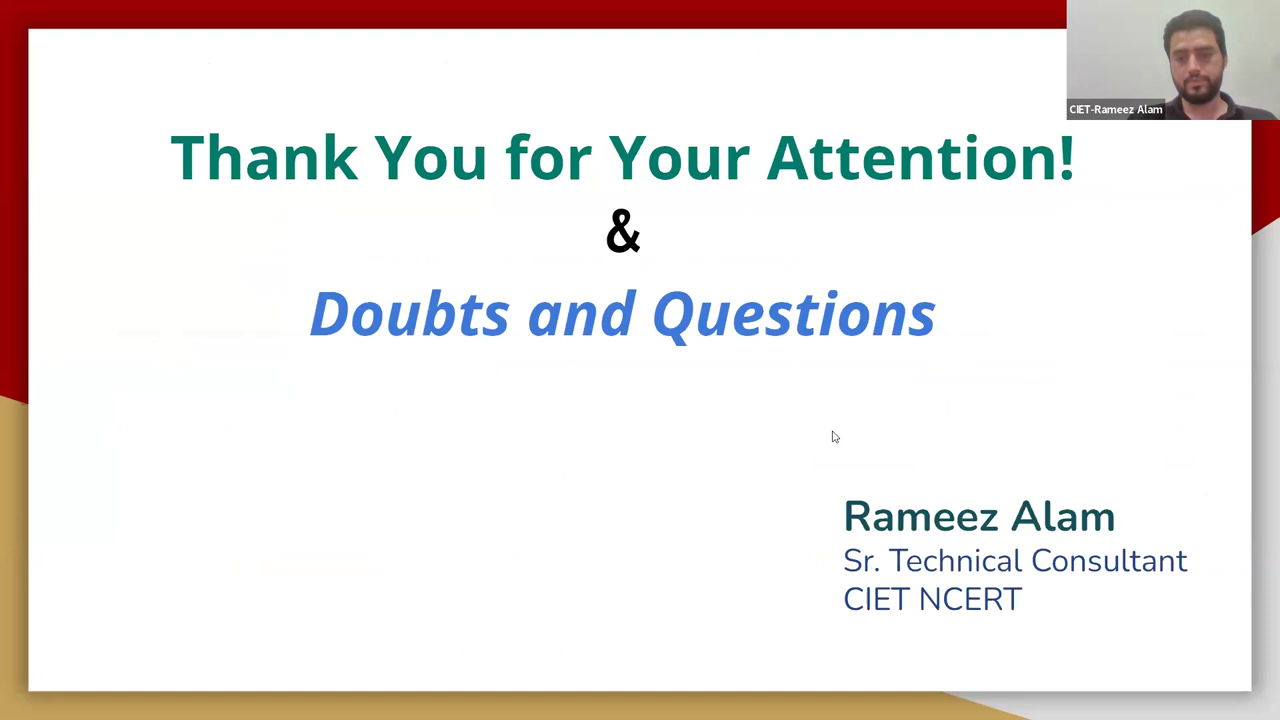 CIET-Rameez Alam
Thank You for Your Attention!
&
Doubts and Questions
Rameez Alam
Sr. Technical Consultant
CIET NCERT